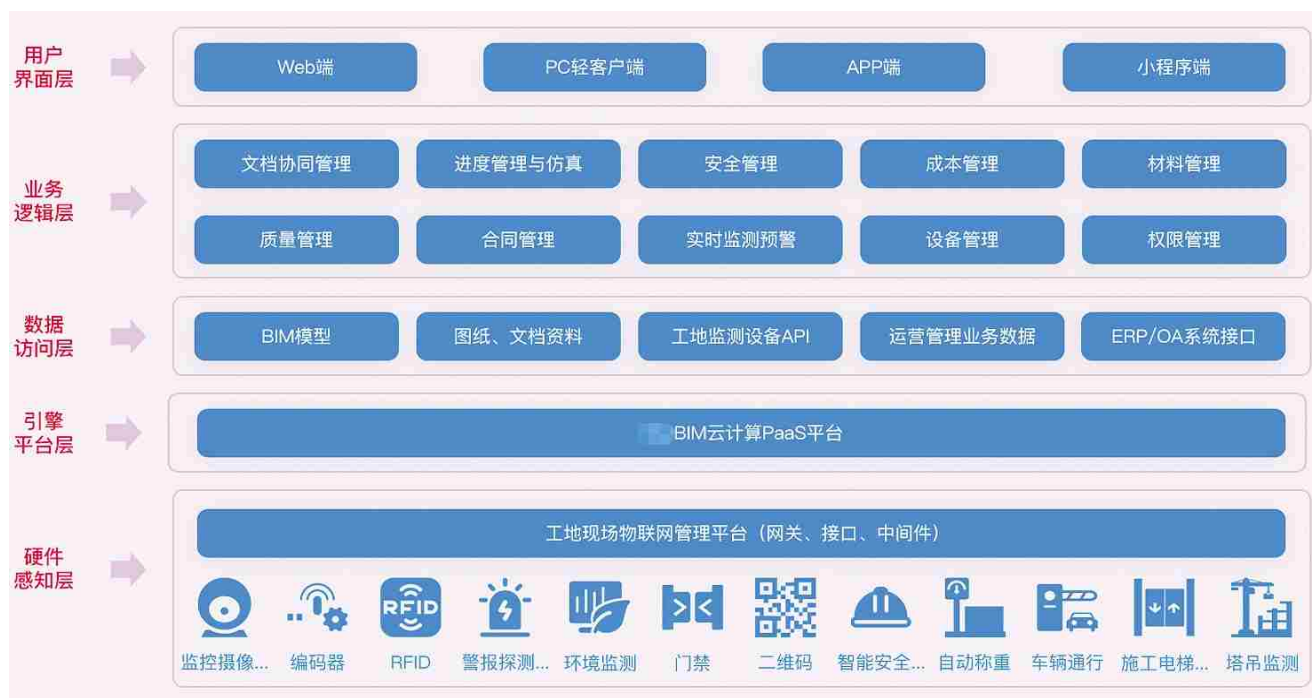 用户
界面层
Web端
PC轻客户端
APP端
小程序端
业务
逻辑层
文档协同管理
进度管理与仿真
安全管理
成本管理
材料管理
质量管理
合同管理
实时监测预警
设备管理
权限管理
数据
访问层
BIM模型
图纸、文档资料
工地监测设备API
运营管理业务数据
ERP/OA系统接口
引擎
平台层
BIM云计算PaaS平台
硬件
感知层
工地现场物联网管理平台（网关、接口、中间件）
RFID
监控摄像...
编码器
RFID
警报探测...
环境监测
门禁
二维码
智能安全...
自动称重
车辆通行
施工电梯...
塔吊监测